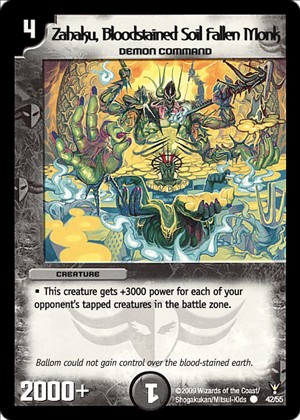 4
Zabaku, Bloodstained Soil Fallen Monk
DEMON COMMAND
CREATURE
▪ This creature gets +3000 power for each of your
opponent's tapped creatures in the battle zone.
Ballom could not gain control over the blood-stained earth.
2000+
1
©2009 Wizards of the Coast/
Shogakukan/Mitsui-Kids
42/55